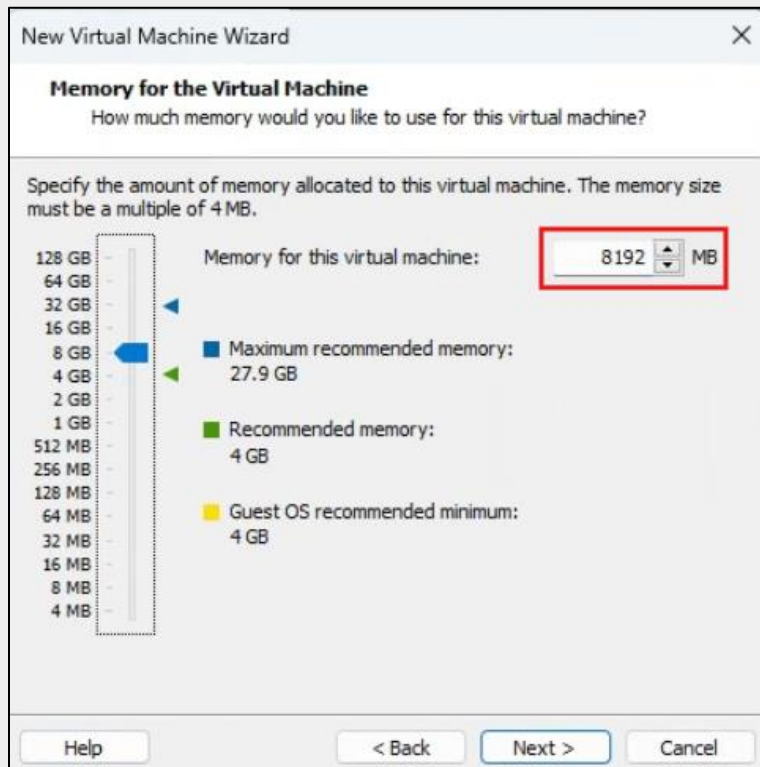 New Virtual Machine Wizard
Memory for the Virtual Machine
How much memory would you like to use for this virtual machine?
Specify the amount of memory allocated to this virtual machine. The memory size
must be a multiple of 4 MB.
128 GB
64 GB
32 GB
16 GB
8 GB
4 GB
2 GB
1 GB
512 MB
256 MB
128 MB
64 MB
32 MB
16 MB
8 MB
4 MB
Memory for this virtual machine: 8192 MB
Maximum recommended memory:
27.9 GB
Recommended memory:
4 GB
Guest OS recommended minimum:
4 GB
Help < Back Next > Cancel